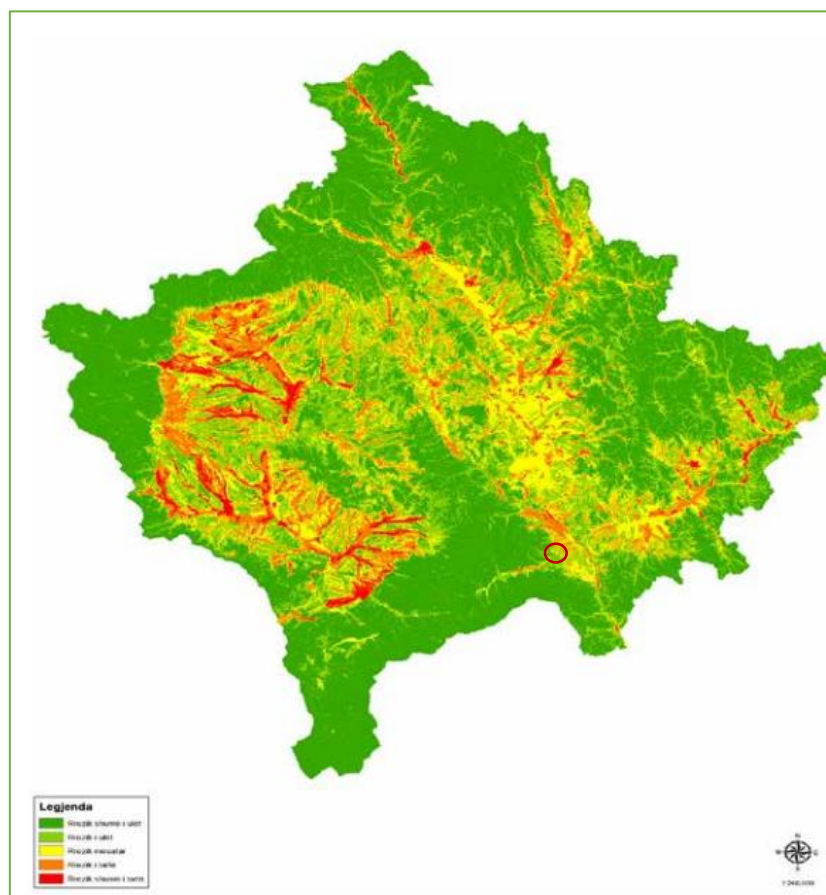 Legjenda
Rrezik shume i ulet
Rrezik i ulet
Rrezik mesatar
Rrezik i larte
Rrezik shume i larte
N